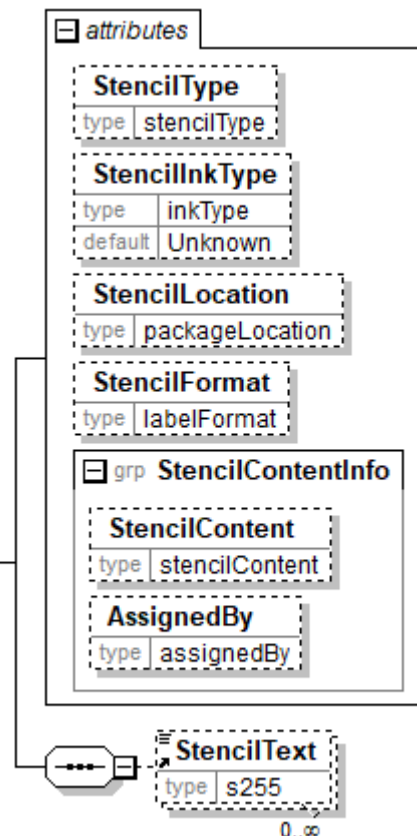 attributes
StencilType
type stencilType
StencilInkType
type inkType
default Unknown
StencilLocation
type packageLocation
StencilFormat
type labelFormat
grp StencilContentInfo
StencilContent
type stencilContent
AssignedBy
type assignedBy
StencilText
type s255
0..∞